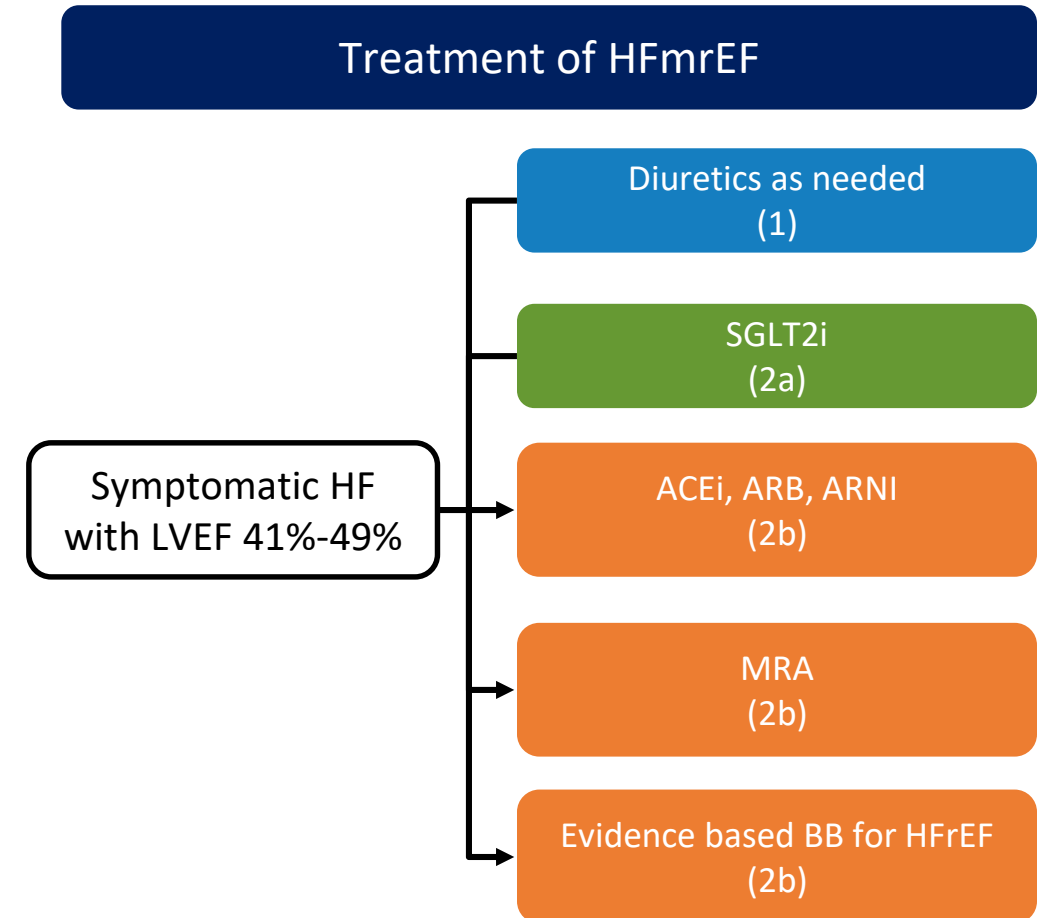 Treatment of HFmrEF
Diuretics as needed
(1)
SGLT2i
(2a)
Symptomatic HF
with LVEF 41%-49%
ACEi, ARB, ARNI
(2b)
MRA
(2b)
Evidence based BB for HFrEF
(2b)